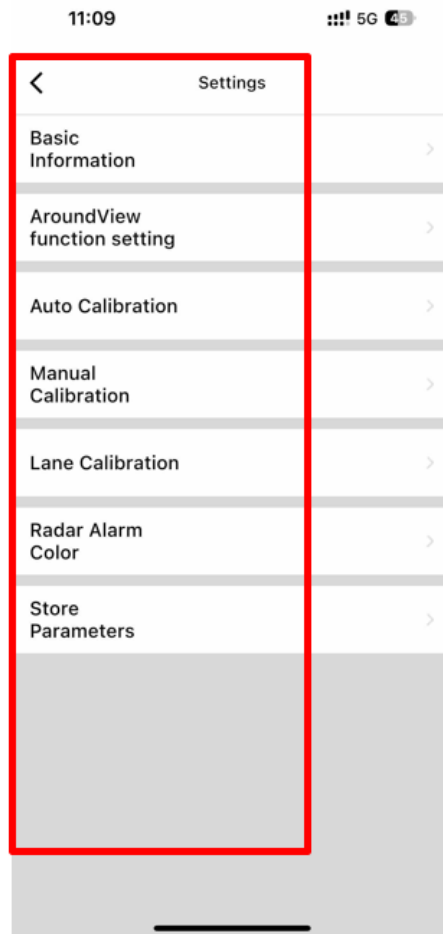 11:09 5G 45
Settings
Basic
Information
AroundView
function setting
Auto Calibration
Manual
Calibration
Lane Calibration
Radar Alarm
Color
Store
Parameters